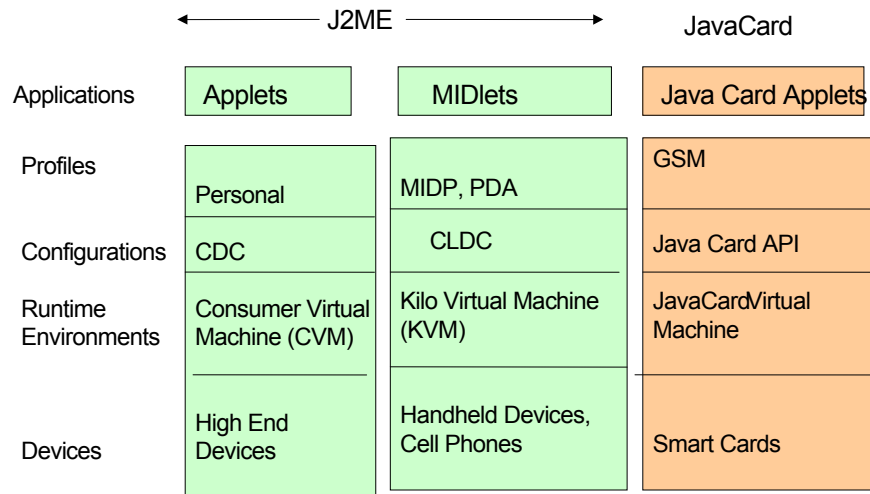 J2ME
JavaCard
Applications
Applets
MIDlets
Java Card Applets
Profiles
Personal
MIDP, PDA
GSM
Configurations
CDC
CLDC
Java Card API
Runtime
Environments
Consumer Virtual
Machine (CVM)
Kilo Virtual Machine
(KVM)
JavaCardVirtual
Machine
Devices
High End
Devices
Handheld Devices,
Cell Phones
Smart Cards